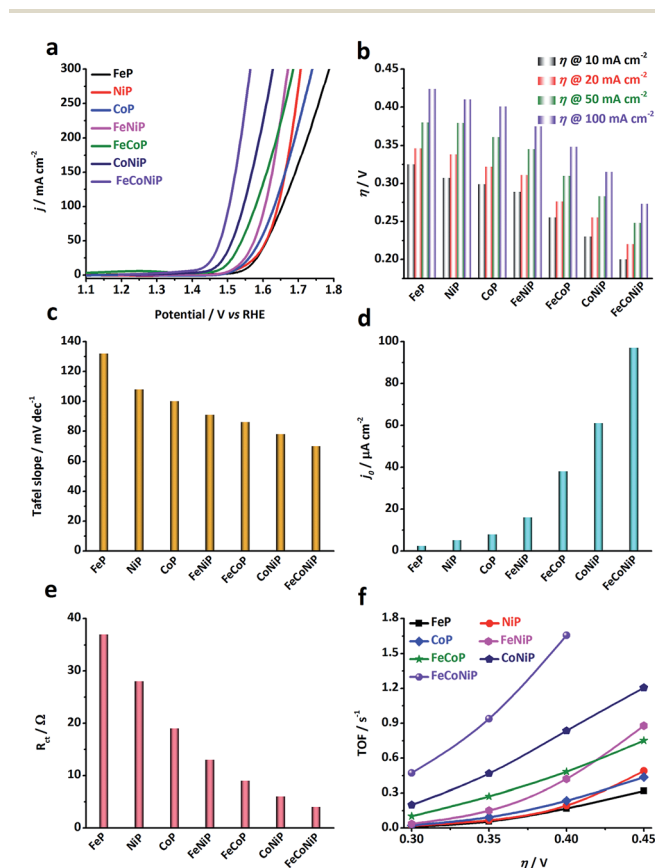 a
300
250
200
150
100
50
0
j / mA cm⁻²
FeP
NiP
CoP
FeNiP
FeCoP
CoNiP
FeCoNiP
1.1 1.2 1.3 1.4 1.5 1.6 1.7 1.8
Potential / V vs RHE
b
η @ 10 mA cm⁻²
η @ 20 mA cm⁻²
η @ 50 mA cm⁻²
η @ 100 mA cm⁻²
0.45
0.40
0.35
0.30
0.25
0.20
η / V
FeP NiP CoP FeNiP FeCoP CoNiP FeCoNiP
c
140
120
100
80
60
40
20
0
Tafel slope / mV dec⁻¹
FeP NiP CoP FeNiP FeCoP CoNiP FeCoNiP
d
100
80
60
40
20
0
j₀ / µA cm⁻²
FeP NiP CoP FeNiP FeCoP CoNiP FeCoNiP
e
40
30
20
10
0
R_ct / Ω
FeP NiP CoP FeNiP FeCoP CoNiP FeCoNiP
f
FeP NiP
CoP FeNiP
FeCoP CoNiP
FeCoNiP
1.8
1.5
1.2
0.9
0.6
0.3
0.0
TOF / s⁻¹
0.30 0.35 0.40 0.45
η / V